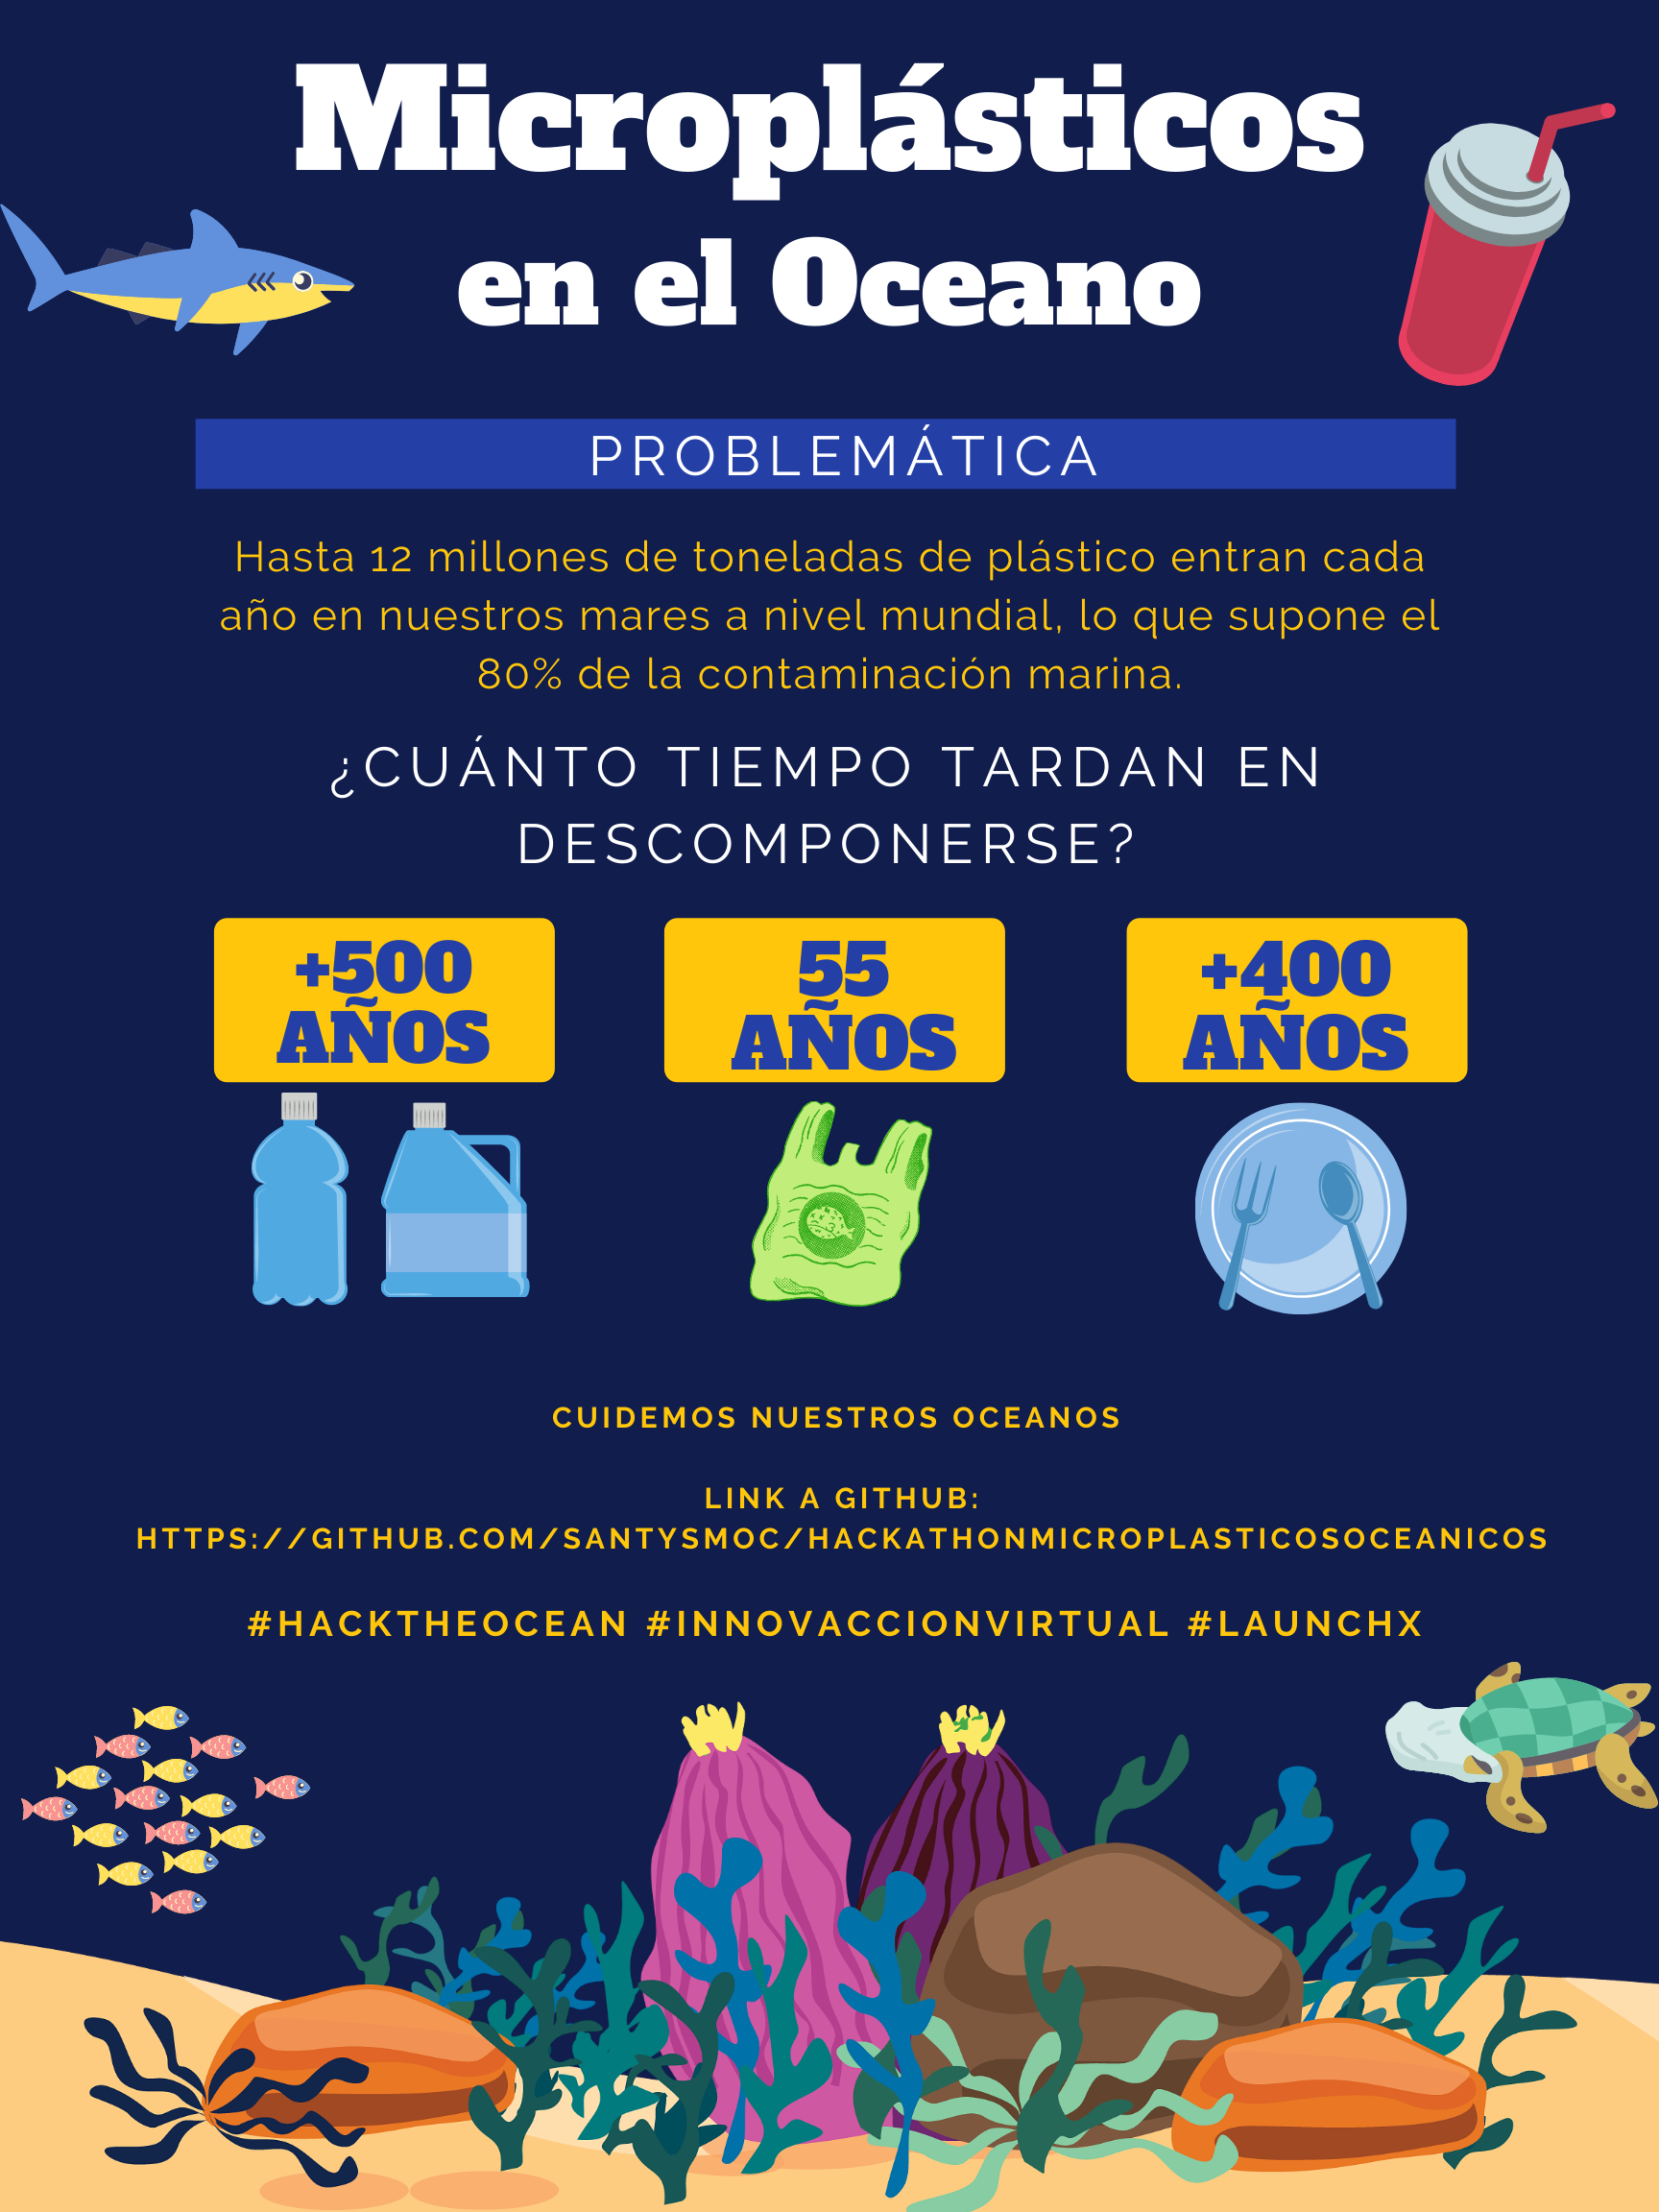 Microplásticos
en el Oceano
PROBLEMÁTICA
Hasta 12 millones de toneladas de plástico entran cada
año en nuestros mares a nivel mundial, lo que supone el
80% de la contaminación marina.
¿CUÁNTO TIEMPO TARDAN EN
DESCOMPONERSE?
+500
AÑOS
55
AÑOS
+400
AÑOS
CUIDEMOS NUESTROS OCEANOS
LINK A GITHUB:
HTTPS://GITHUB.COM/SANTYSMOC/HACKATHONMICROPLASTICOSOCEANICOS
#HACKTHEOCEAN #INNOVACCIONVIRTUAL #LAUNCHX